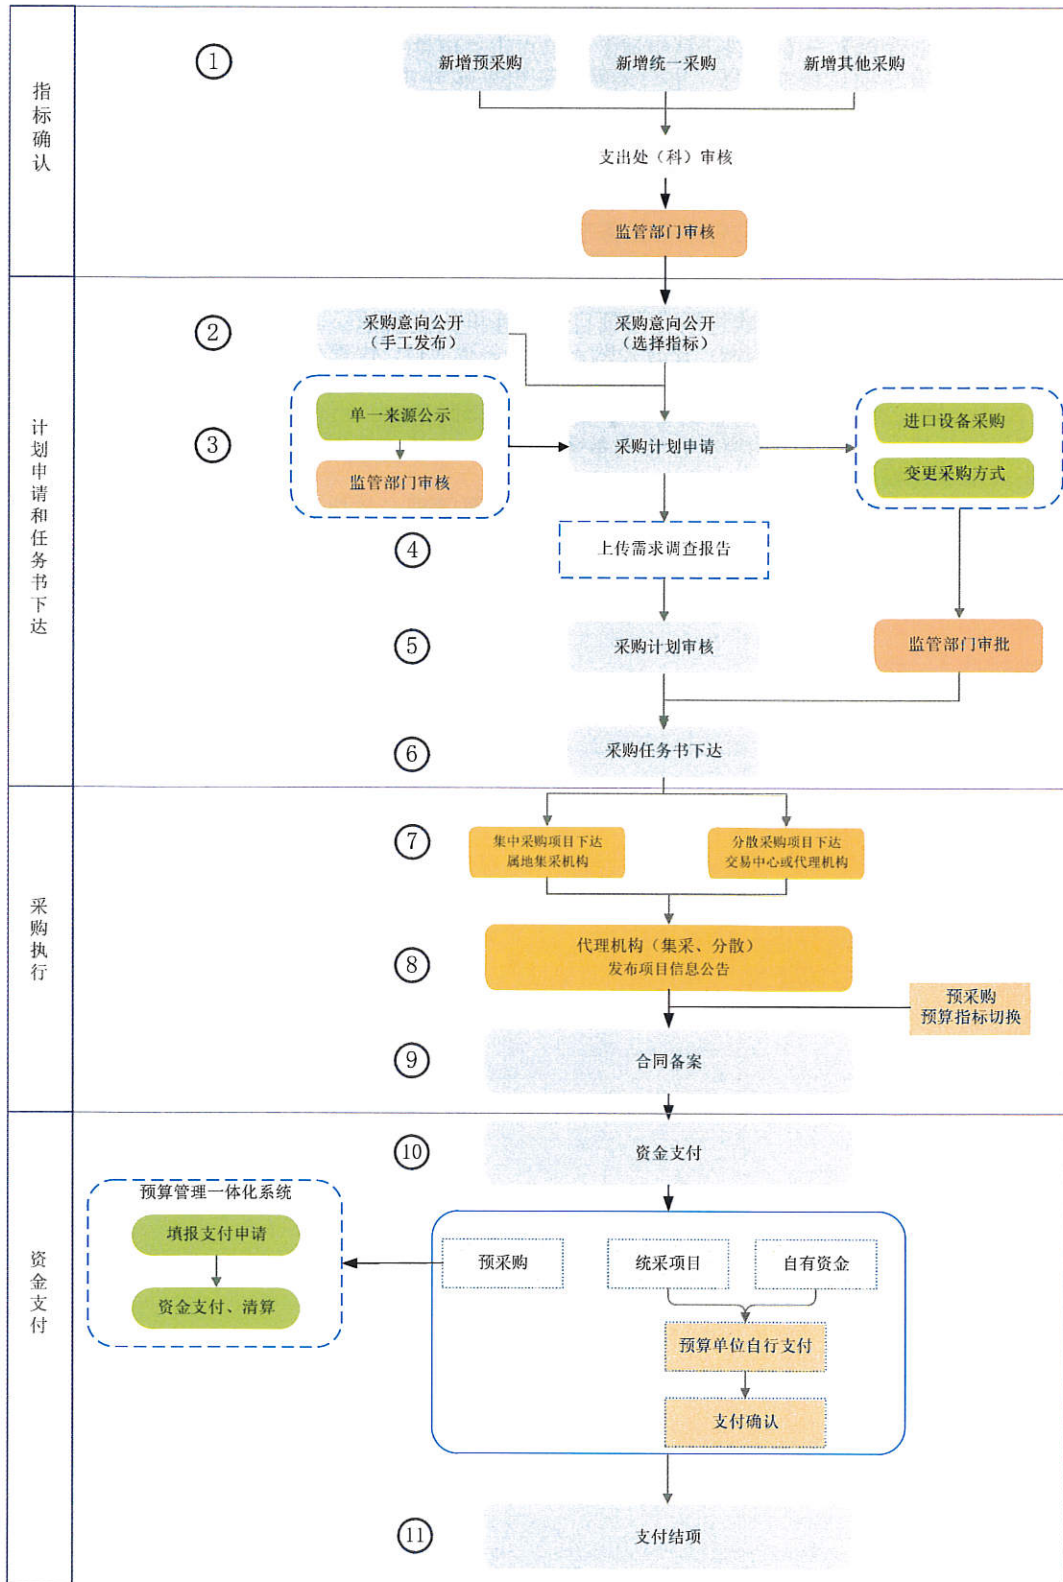 指标确认
①
新增预采购
新增统一采购
新增其他采购
支出处（科）审核
监管部门审核
计划申请和任务书下达
②
采购意向公开
（手工发布）
采购意向公开
（选择指标）
③
单一来源公示
监管部门审核
采购计划申请
进口设备采购
变更采购方式
④
上传需求调查报告
⑤
采购计划审核
监管部门审批
⑥
采购任务书下达
采购执行
⑦
集中采购项目下达
属地集采机构
分散采购项目下达
交易中心或代理机构
⑧
代理机构（集采、分散）
发布项目信息公告
预采购
预算指标切换
⑨
合同备案
资金支付
⑩
资金支付
预算管理一体化系统
填报支付申请
资金支付、清算
预采购
统采项目
自有资金
预算单位自行支付
支付确认
⑪
支付结项